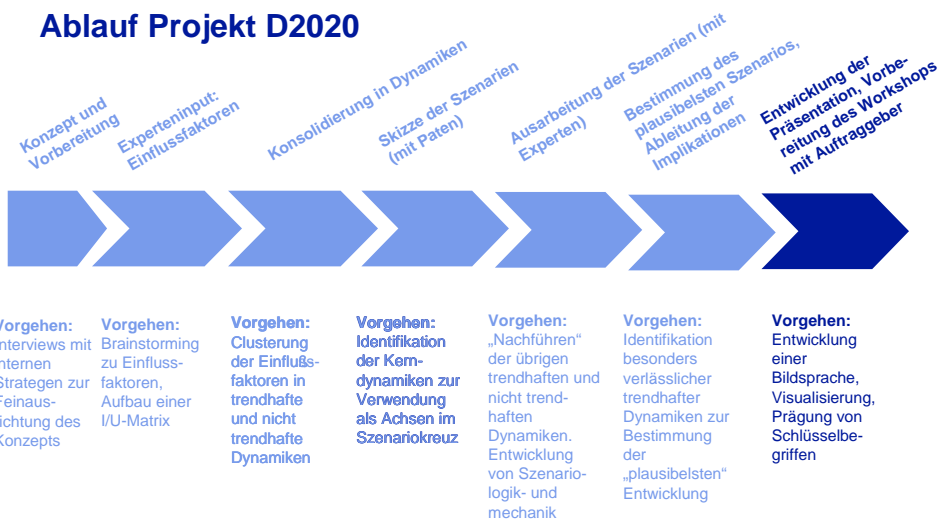 Ablauf Projekt D2020
Konzept und
Vorbereitung
Experteninput:
Einflussfaktoren
Konsolidierung in Dynamiken
Skizze der Szenarien
(mit Paten)
Ausarbeitung der Szenarien (mit
Experten)
Bestimmung des
plausibelsten Szenarios,
Ableitung der
Implikationen
Entwicklung der
Präsentation, Vorbe-
reitung des Workshops
mit Auftraggeber
Vorgehen:
Interviews mit
internen
Strategen zur
Feinaus-
richtung des
Konzepts
Vorgehen:
Brainstorming
zu Einfluss-
faktoren,
Aufbau einer
I/U-Matrix
Vorgehen:
Clusterung
der Einfluss-
faktoren in
trendhafte
und nicht
trendhafte
Dynamiken
Vorgehen:
Identifikation
der Kern-
dynamiken zur
Verwendung
als Achsen im
Szenariokreuz
Vorgehen:
„Nachführen“
der übrigen
trendhaften und
nicht trend-
haften
Dynamiken.
Entwicklung
von Szenario-
logik- und
mechanik
Vorgehen:
Identifikation
besonders
verlässlicher
trendhafter
Dynamiken zur
Bestimmung
der
„plausibelsten“
Entwicklung
Vorgehen:
Entwicklung
einer
Bildsprache,
Visualisierung,
Prägung von
Schlüsselbe-
griffen